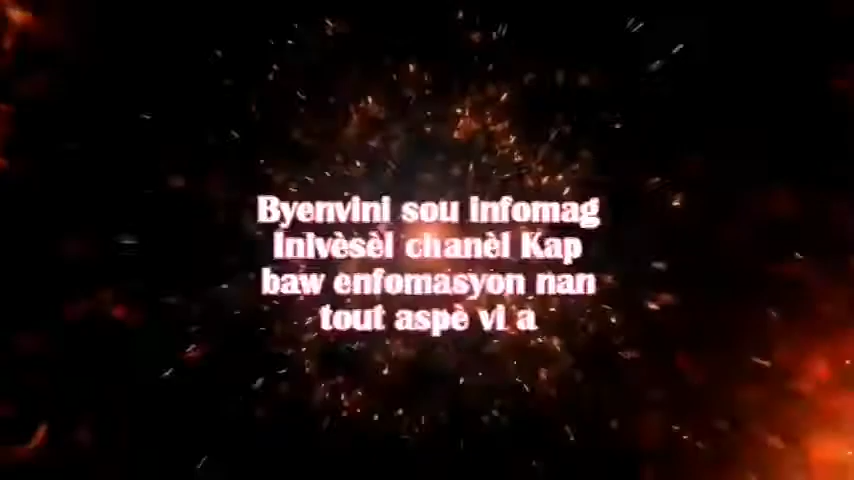 Byenvini sou infomag
Inivèsèl chanèl Kap
baw enfomasyon nan
tout aspè vi a